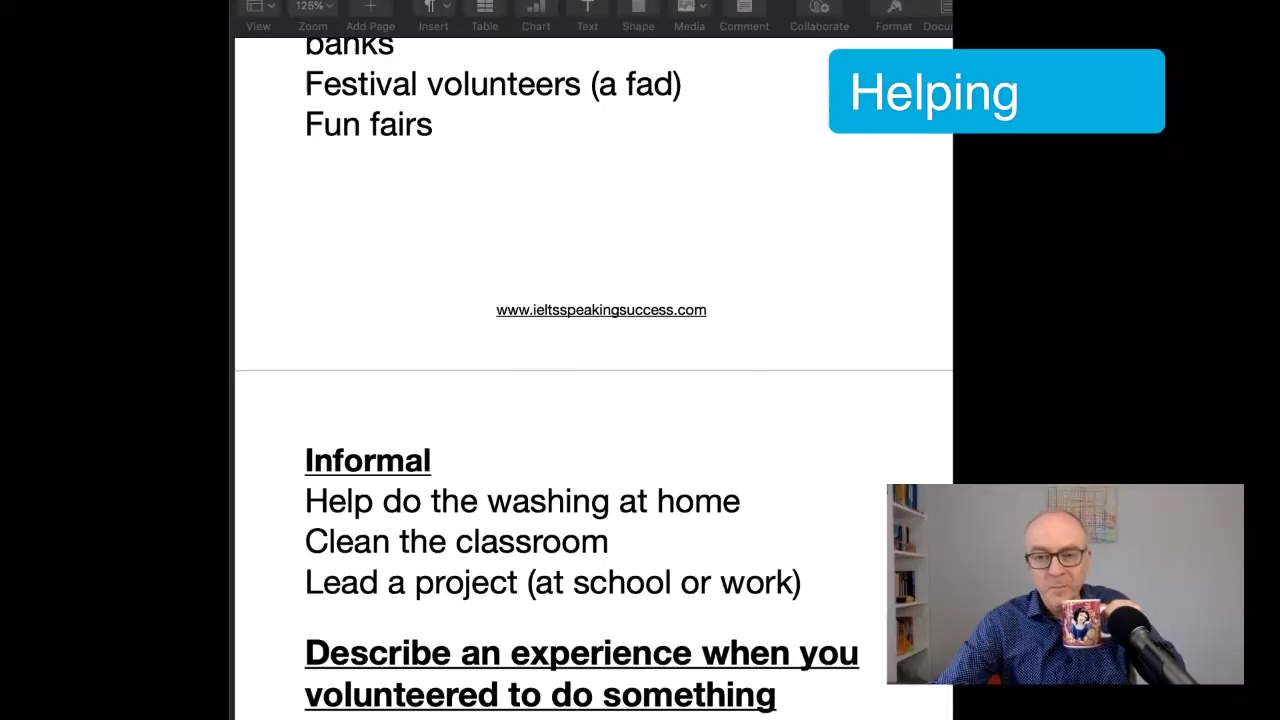 125%
View
Zoom
Add Page
Insert
Table
Chart
Text
Shape
Media
Comment
Collaborate
Format
Docu
banks
Festival volunteers (a fad)
Fun fairs
Helping
www.ieltsspeakingsuccess.com
Informal
Help do the washing at home
Clean the classroom
Lead a project (at school or work)
Describe an experience when you
volunteered to do something